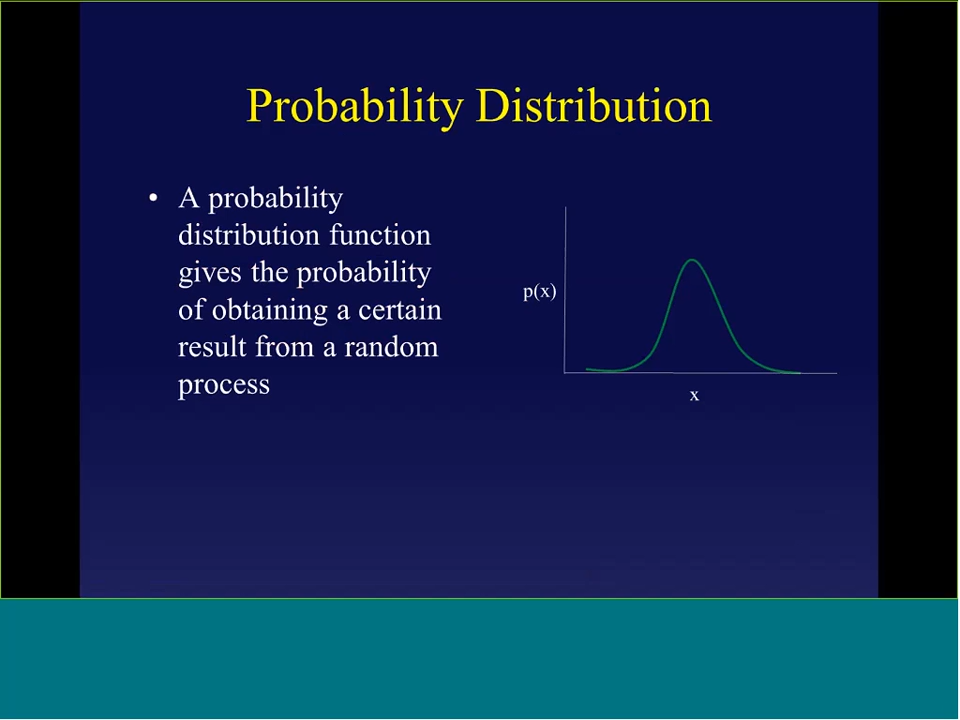 Probability Distribution
• A probability
distribution function
gives the probability
of obtaining a certain
result from a random
process
p(x)
x